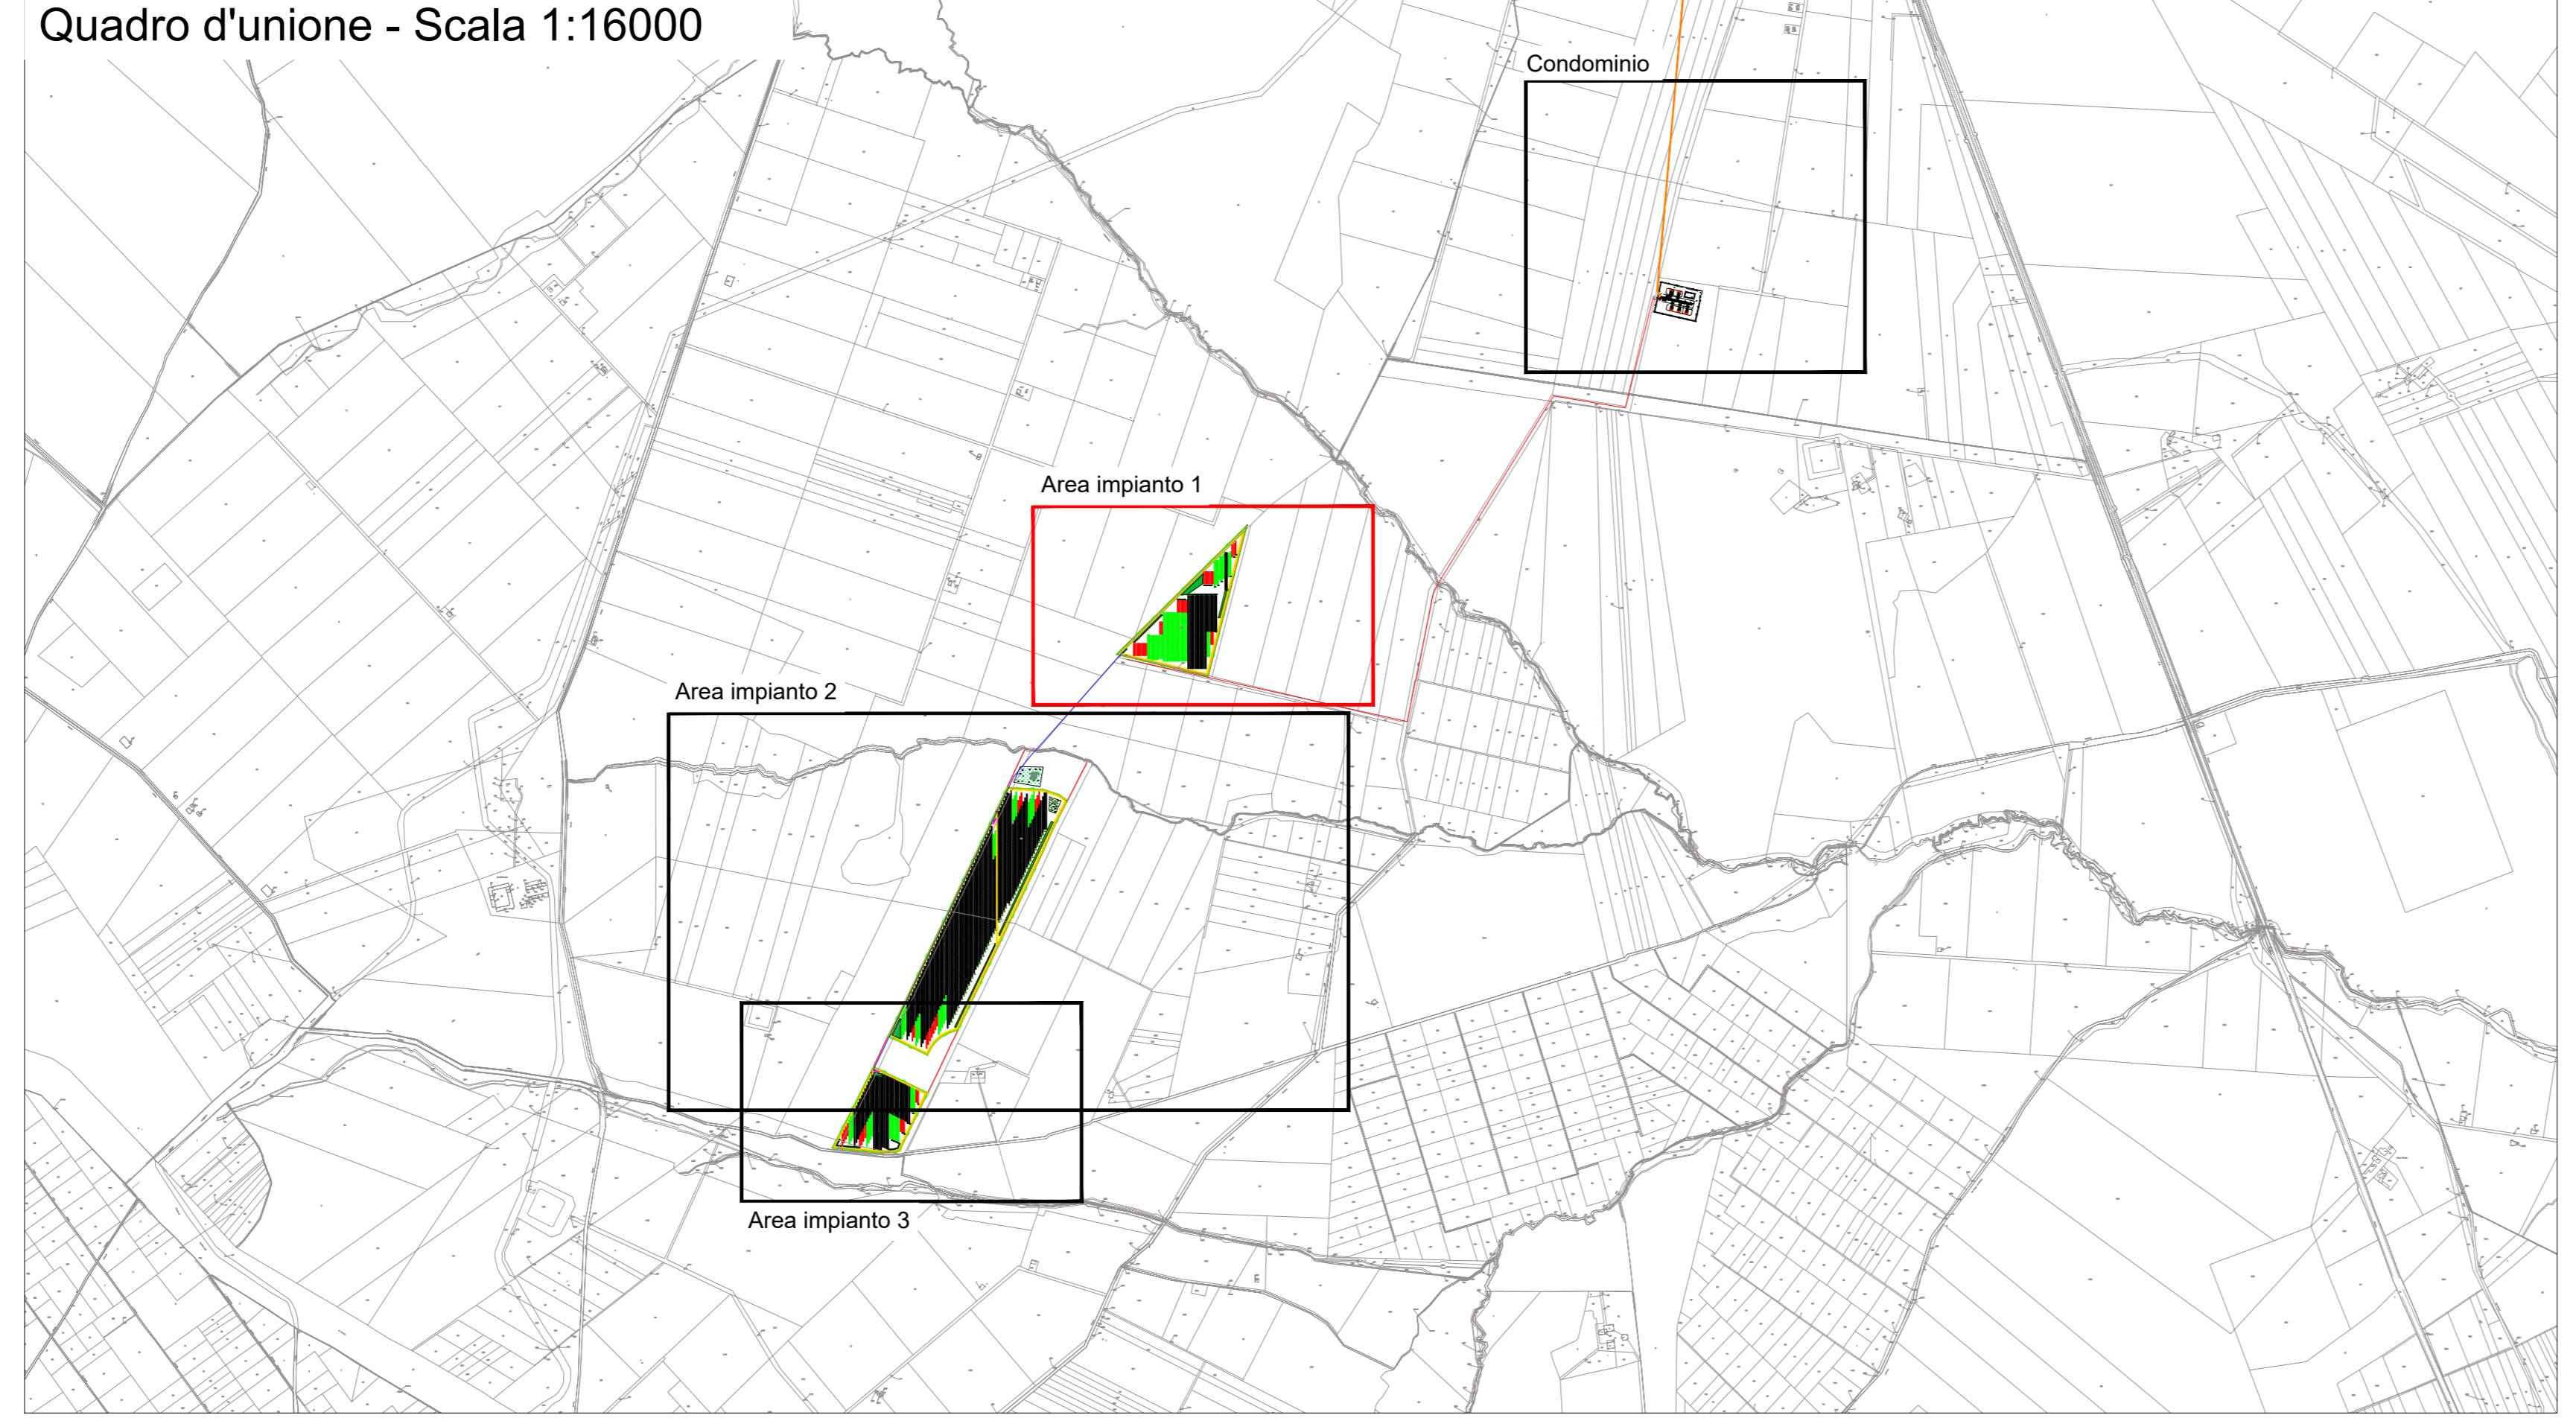 Quadro d'unione - Scala 1:16000
Condominio
Area impianto 1
Area impianto 2
Area impianto 3